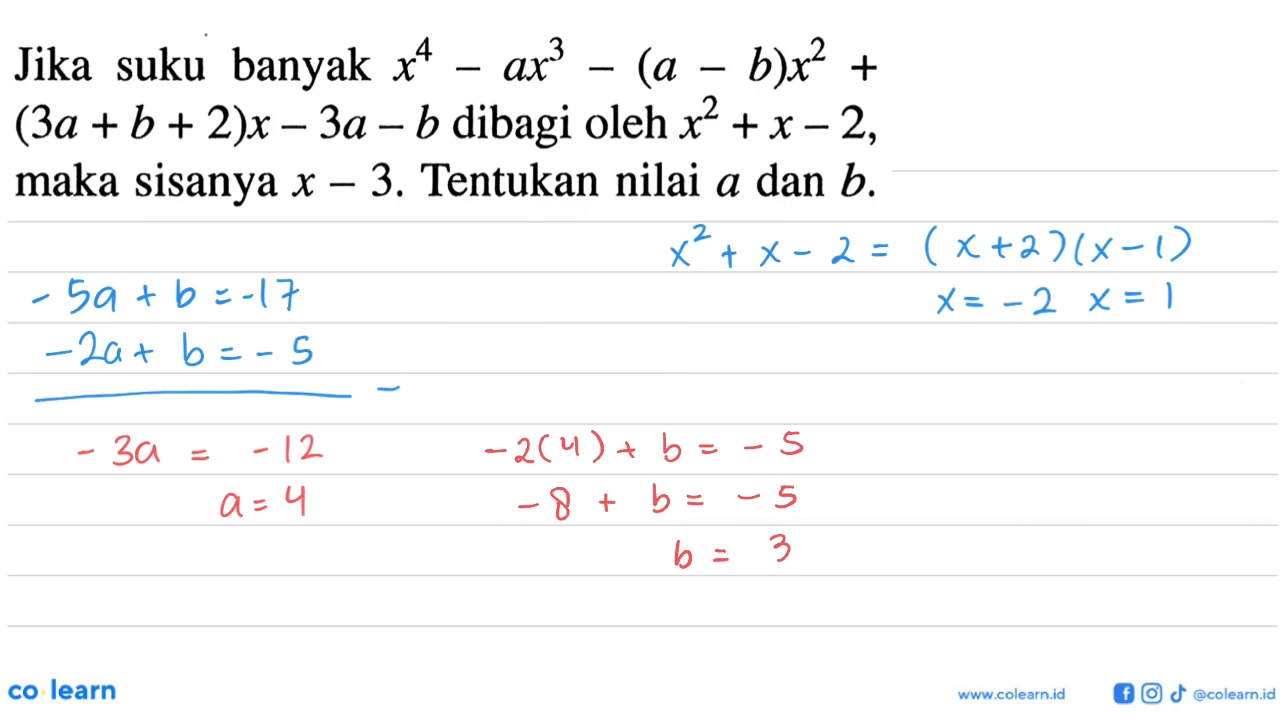 Jika suku banyak x⁴ – ax³ – (a – b)x² +
(3a + b + 2)x – 3a – b dibagi oleh x² + x – 2,
maka sisanya x – 3. Tentukan nilai a dan b.
x² + x – 2 = (x+2)(x–1)
x = –2 x = 1
–5a + b = –17
–2a + b = –5
–
–3a = –12
a = 4
–2(4) + b = –5
–8 + b = –5
b = 3
co learn
www.colearn.id @colearn.id